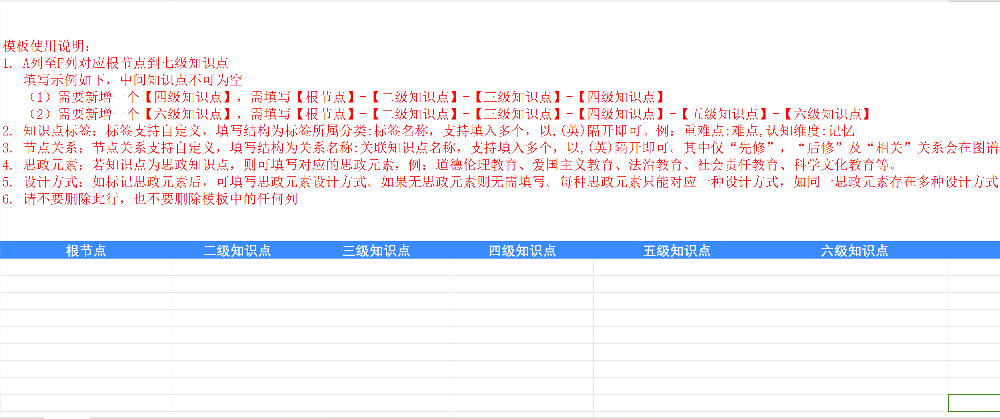 模板使用说明：
1. A列至F列对应根节点到七级知识点
填写示例如下，中间知识点不可为空
（1）需要新增一个【四级知识点】，需填写【根节点】-【二级知识点】-【三级知识点】-【四级知识点】
（2）需要新增一个【六级知识点】，需填写【根节点】-【二级知识点】-【三级知识点】-【四级知识点】-【五级知识点】-【六级知识点】
2. 知识点标签：标签支持自定义，填写结构为标签所属分类:标签名称，支持填入多个，以,(英)隔开即可。例：重难点:难点,认知维度:记忆
3. 节点关系：节点关系支持自定义，填写结构为关系名称:关联知识点名称，支持填入多个，以,(英)隔开即可。其中仅“先修”，“后修”及“相关”关系会在图谱
4. 思政元素：若知识点为思政知识点，则可填写对应的思政元素，例：道德伦理教育、爱国主义教育、法治教育、社会责任教育、科学文化教育等。
5. 设计方式：如标记思政元素后，可填写思政元素设计方式。如果无思政元素则无需填写。每种思政元素只能对应一种设计方式，如同一思政元素存在多种设计方式
6. 请不要删除此行，也不要删除模板中的任何列
根节点 二级知识点 三级知识点 四级知识点 五级知识点 六级知识点